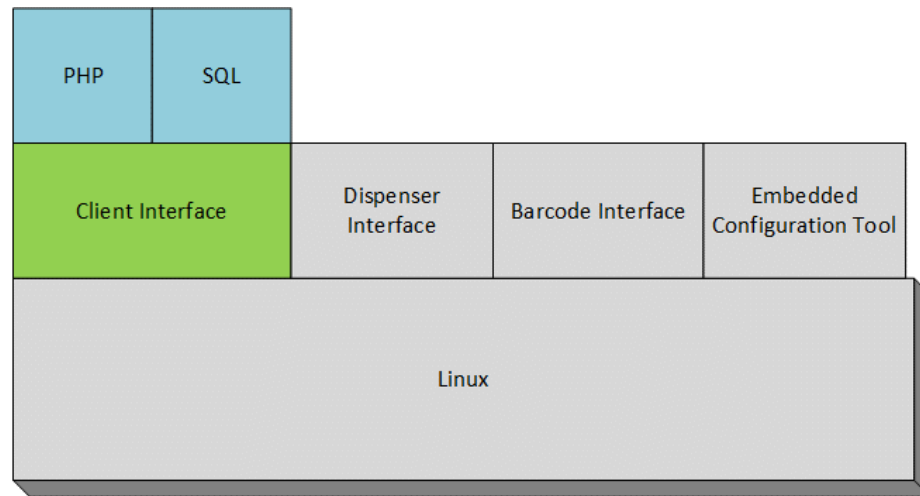 PHP
SQL
Client Interface
Dispenser
Interface
Barcode Interface
Embedded
Configuration Tool
Linux